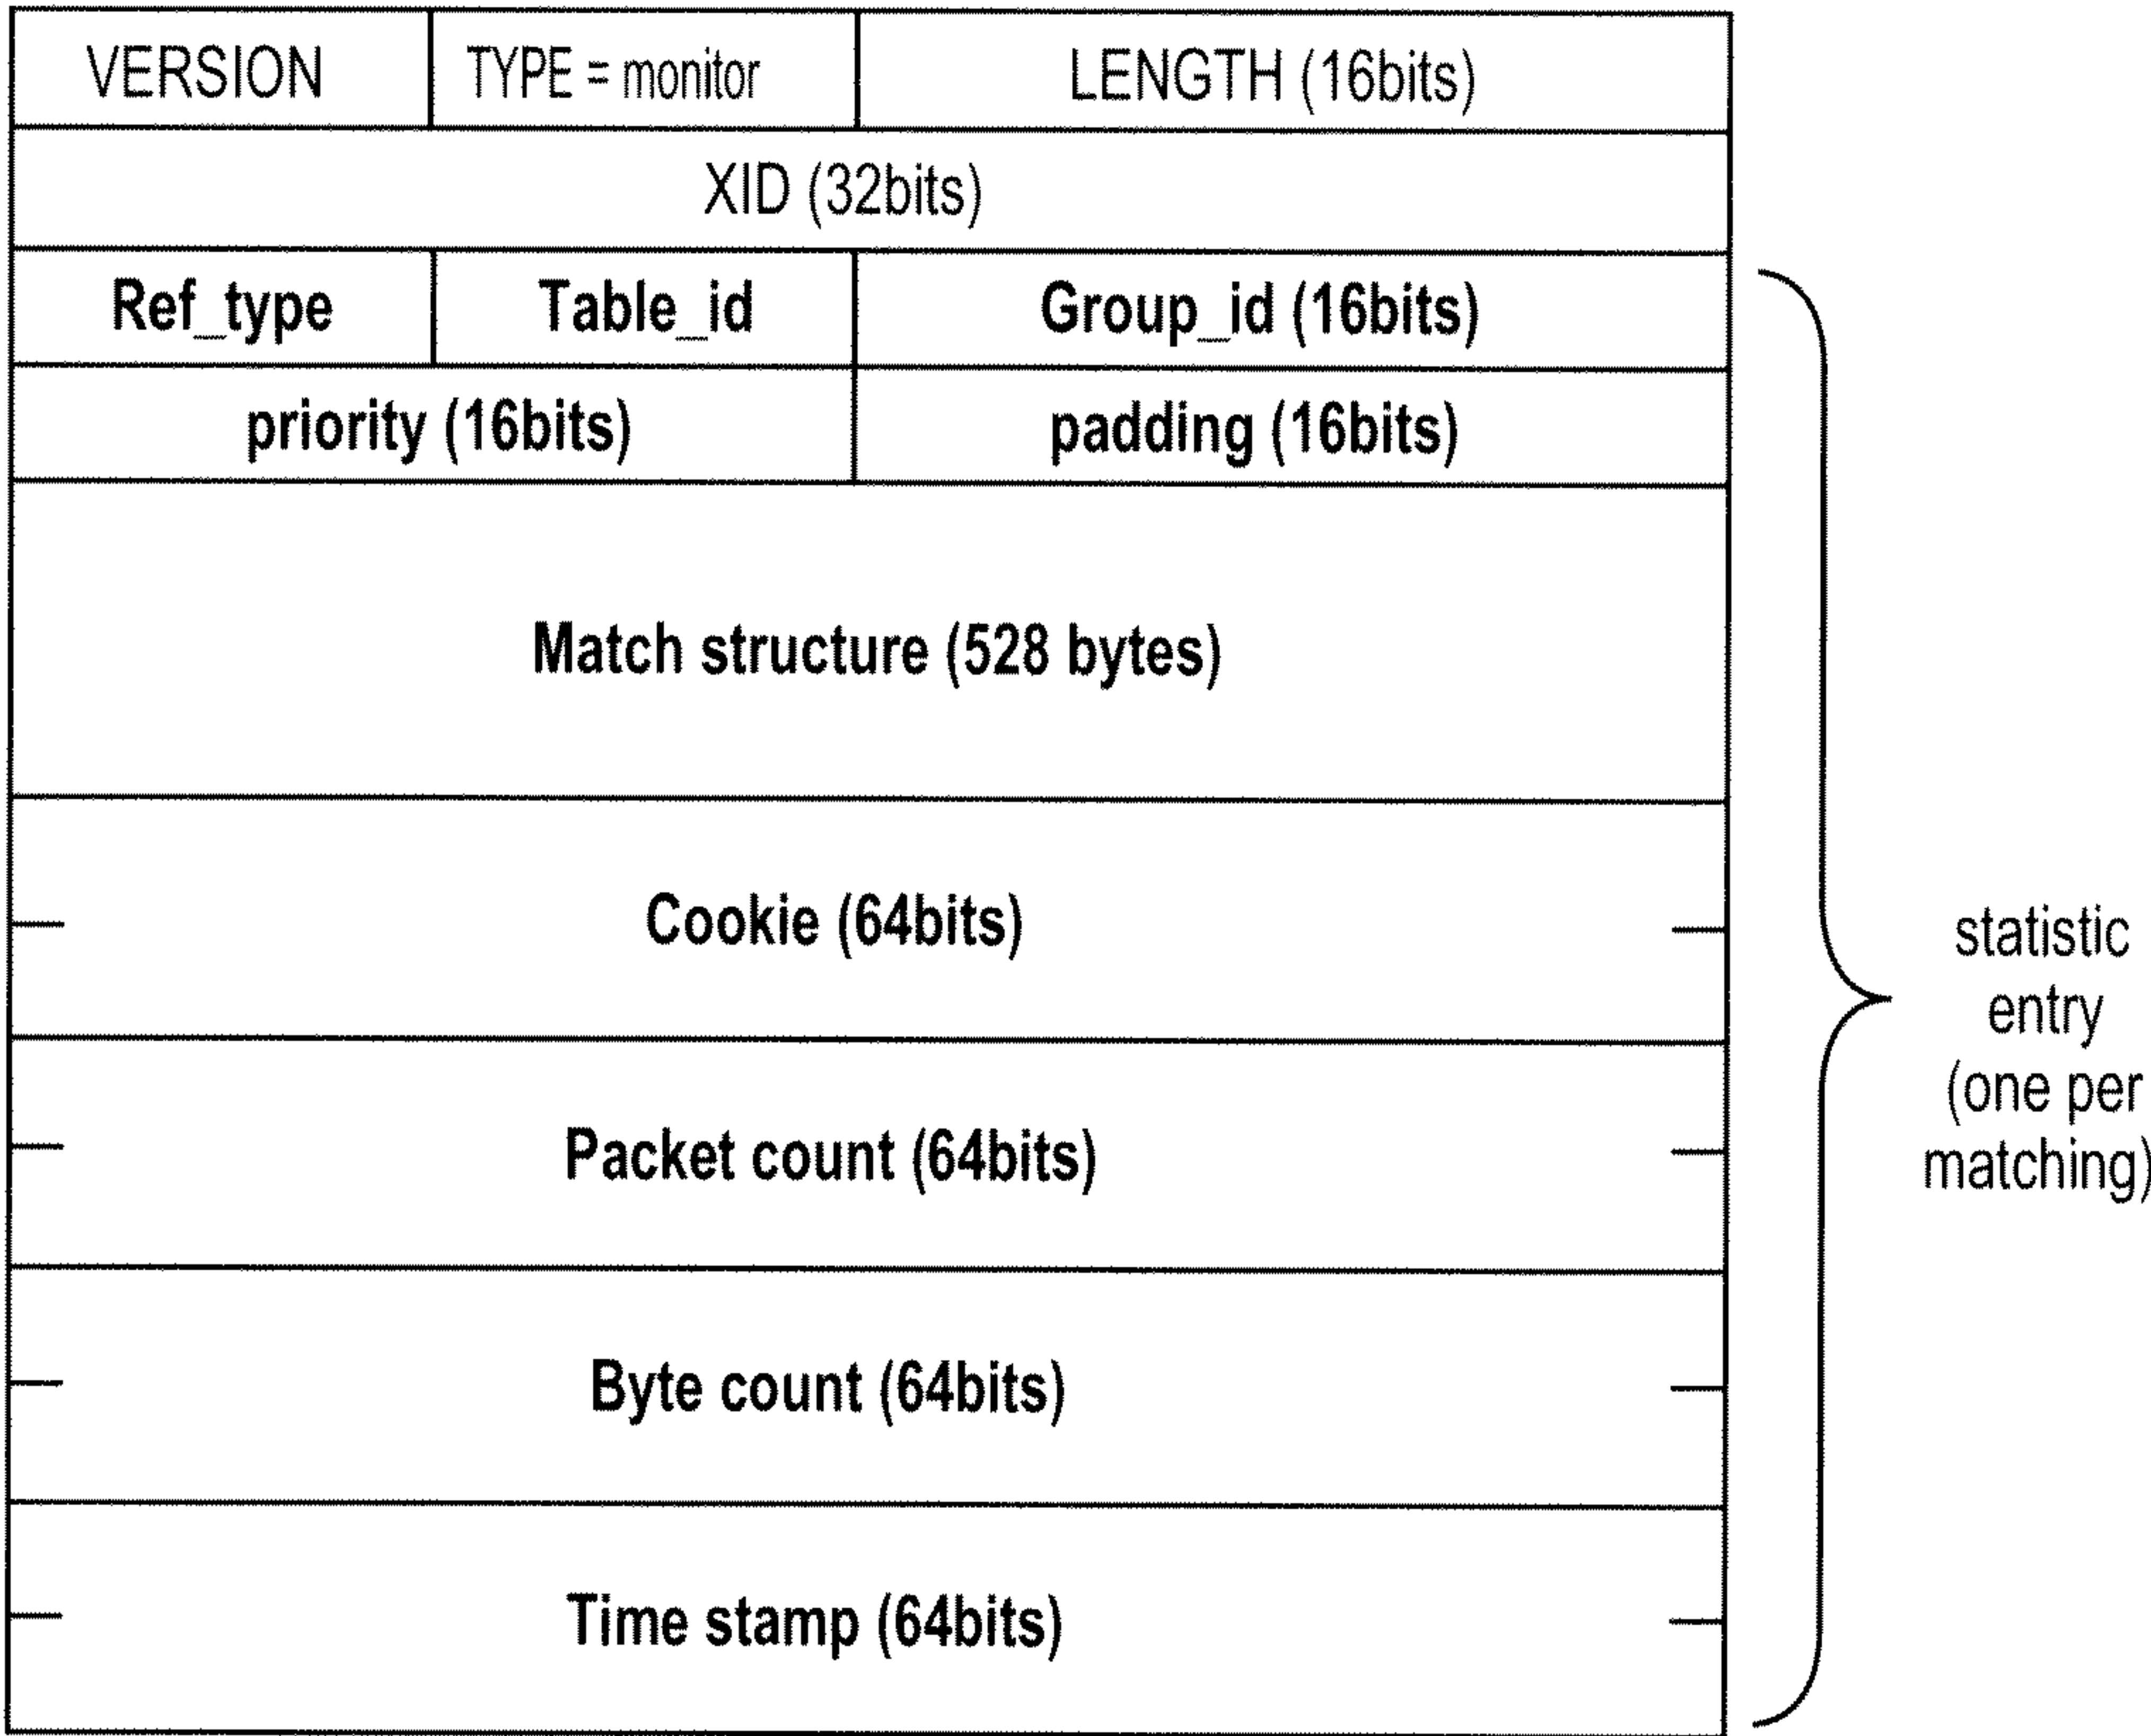 VERSION TYPE = monitor LENGTH (16bits)
XID (32bits)
Ref_type Table_id Group_id (16bits)
priority (16bits) padding (16bits)
Match structure (528 bytes)
Cookie (64bits)
Packet count (64bits)
Byte count (64bits)
Time stamp (64bits)
statistic
entry
(one per
matching)